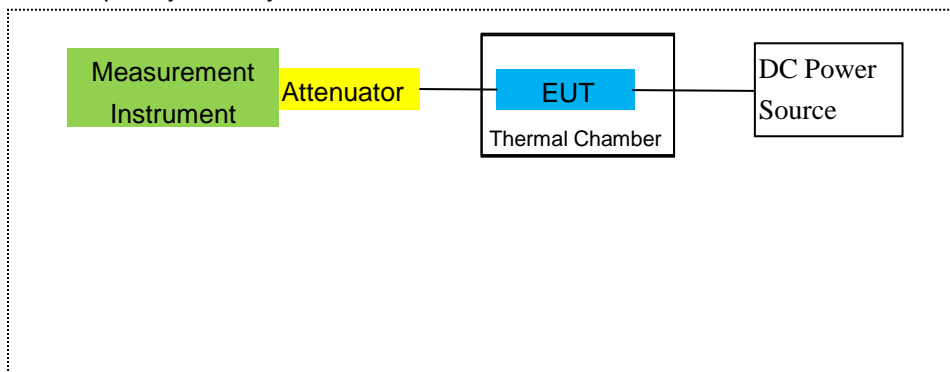 Measurement
Instrument
Attenuator
EUT
Thermal Chamber
DC Power
Source